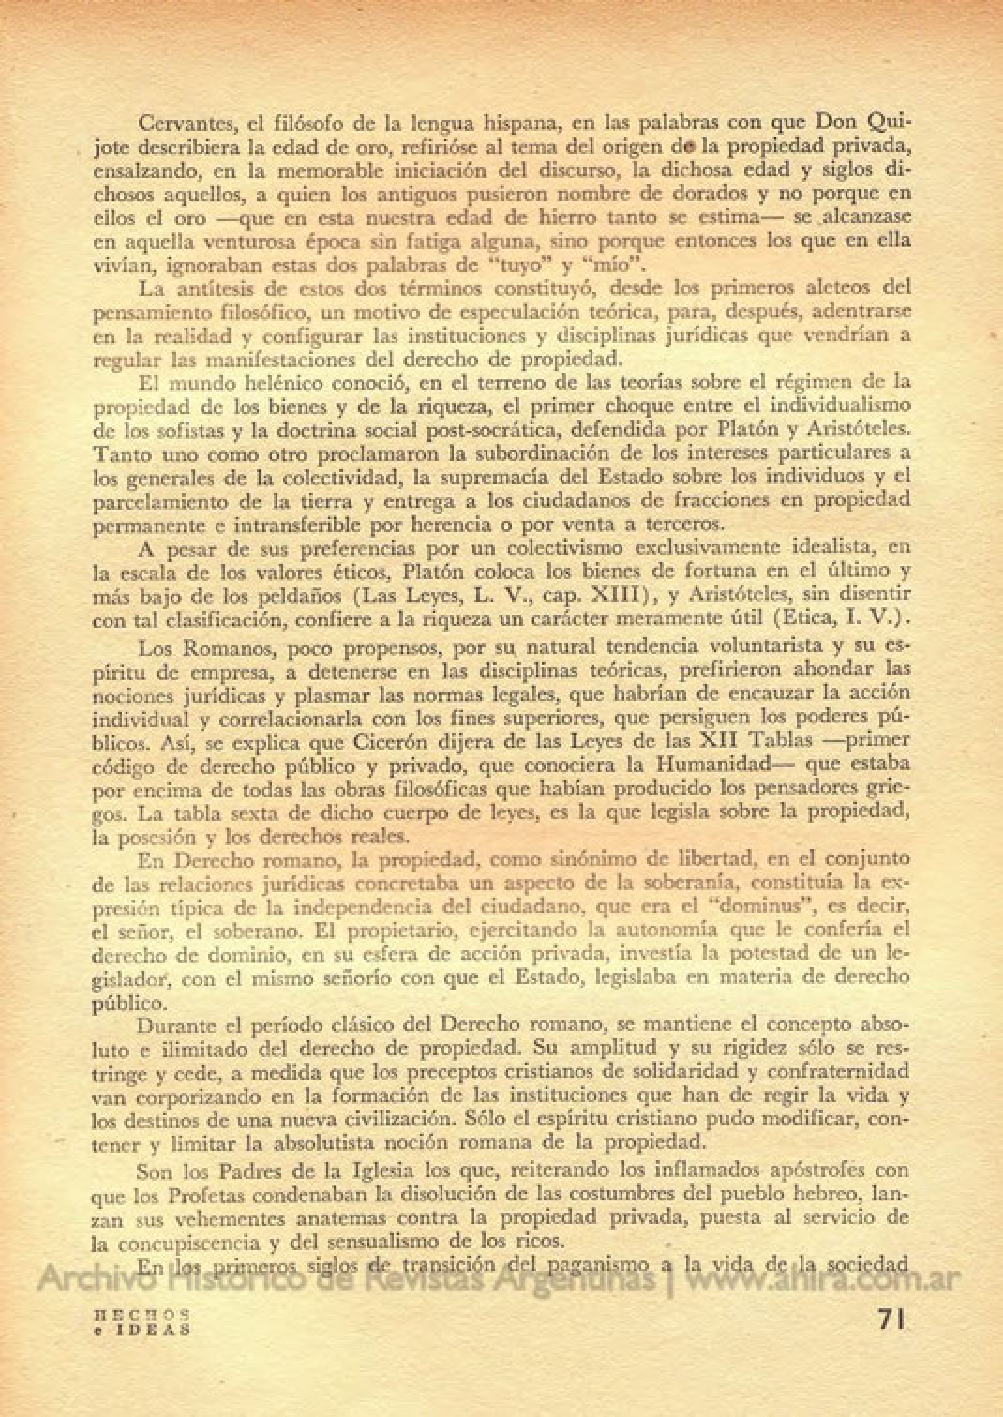 Cervantes, el filósofo de la lengua hispana, en las palabras con que Don Qui-
jote describiera la edad de oro, refirióse al tema del origen de la propiedad privada,
ensalzando, en la memorable iniciación del discurso, la dichosa edad y siglos di-
chosos aquellos, a quien los antiguos pusieron nombre de dorados y no porque en
ellos el oro —que en esta nuestra edad de hierro tanto se estima— se alcanzase
en aquella venturosa época sin fatiga alguna, sino porque entonces los que en ella
vivían, ignoraban estas dos palabras de “tuyo” y “mío”.
La antítesis de estos dos términos constituyó, desde los primeros aleteos del
pensamiento filosófico, un motivo de especulación teórica, para, después, adentrarse
en la realidad y configurar las instituciones y disciplinas jurídicas que vendrían a
regular las manifestaciones del derecho de propiedad.
El mundo helénico conoció, en el terreno de las teorías sobre el régimen de la
propiedad de los bienes y de la riqueza, el primer choque entre el individualismo
de los sofistas y la doctrina social post-socrática, defendida por Platón y Aristóteles.
Tanto uno como otro proclamaron la subordinación de los intereses particulares a
los generales de la colectividad, la supremacía del Estado sobre los individuos y el
parcelamiento de la tierra y entrega a los ciudadanos de fracciones en propiedad
permanente e intransferible por herencia o por venta a terceros.
A pesar de sus preferencias por un colectivismo exclusivamente idealista, en
la escala de los valores éticos, Platón coloca los bienes de fortuna en el último y
más bajo de los peldaños (Las Leyes, L. V., cap. XIII), y Aristóteles, sin disentir
con tal clasificación, confiere a la riqueza un carácter meramente útil (Etica, I. V.).
Los Romanos, poco propensos, por su natural tendencia voluntarista y su es-
píritu de empresa, a detenerse en las disciplinas teóricas, prefirieron ahondar las
nociones jurídicas y plasmar las normas legales, que habrían de encauzar la acción
individual y correlacionarla con los fines superiores, que persiguen los poderes pú-
blicos. Así, se explica que Cicerón dijera de las Leyes de las XII Tablas —primer
código de derecho público y privado, que conociera la Humanidad— que estaba
por encima de todas las obras filosóficas que habían producido los pensadores grie-
gos. La tabla sexta de dicho cuerpo de leyes, es la que legisla sobre la propiedad,
la posesión y los derechos reales.
En Derecho romano, la propiedad, como sinónimo de libertad, en el conjunto
de las relaciones jurídicas concretaba un aspecto de la soberanía, constituía la ex-
presión típica de la independencia del ciudadano, que era el “dominus”, es decir,
el señor, el soberano. El propietario, ejercitando la autonomía que le confería el
derecho de dominio, en su esfera de acción privada, investía la potestad de un le-
gislador, con el mismo señorío con que el Estado, legislaba en materia de derecho
público.
Durante el período clásico del Derecho romano, se mantiene el concepto abso-
luto e ilimitado del derecho de propiedad. Su amplitud y su rigidez sólo se res-
tringe y cede, a medida que los preceptos cristianos de solidaridad y confraternidad
van corporizando en la formación de las instituciones que han de regir la vida y
los destinos de una nueva civilización. Sólo el espíritu cristiano pudo modificar, con-
tener y limitar la absolutista noción romana de la propiedad.
Son los Padres de la Iglesia los que, reiterando los inflamados apóstrofes con
que los Profetas condenaban la disolución de las costumbres del pueblo hebreo, lan-
zan sus vehementes anatemas contra la propiedad privada, puesta al servicio de
la concupiscencia y del sensualismo de los ricos.
En los primeros siglos de transición del paganismo a la vida de la sociedad
Archivo Histórico de Revistas Argentinas | www.ahira.com.ar
HECHOS
e IDEAS
71